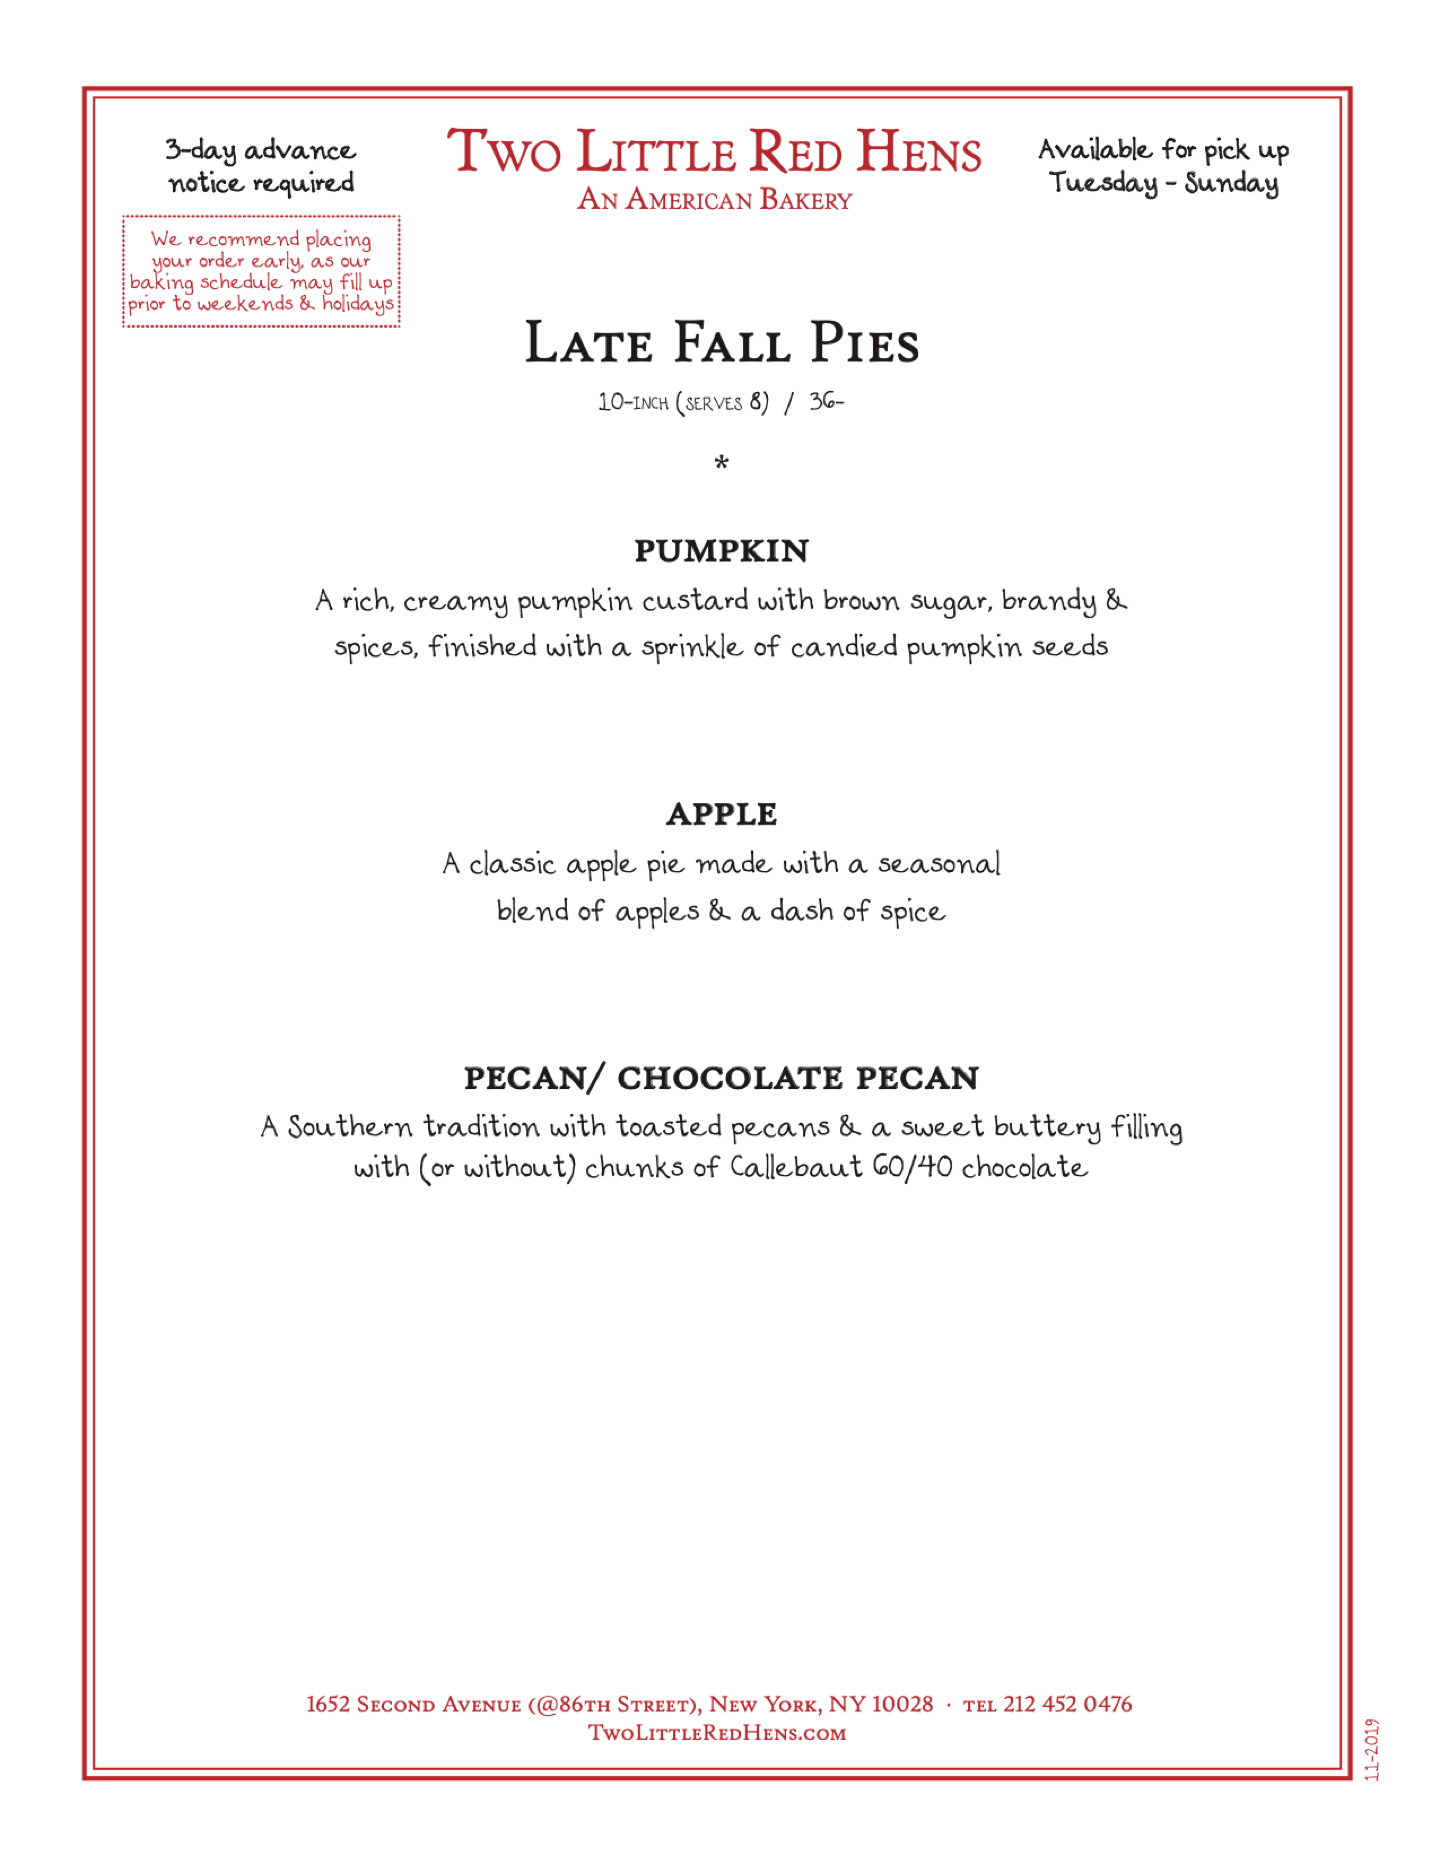 3-day advance
notice required
We recommend placing
your order early, as our
baking schedule may fill up
prior to weekends & holidays
Two Little Red Hens
An American Bakery
Available for pick up
Tuesday - Sunday
Late Fall Pies
10-inch (serves 8) / 36-
*
PUMPKIN
A rich, creamy pumpkin custard with brown sugar, brandy &
spices, finished with a sprinkle of candied pumpkin seeds
APPLE
A classic apple pie made with a seasonal
blend of apples & a dash of spice
PECAN/ CHOCOLATE PECAN
A Southern tradition with toasted pecans & a sweet buttery filling
with (or without) chunks of Callebaut 60/40 chocolate
1652 Second Avenue (@86th Street), New York, NY 10028 · tel 212 452 0476
TwoLittleRedHens.com
11-2019